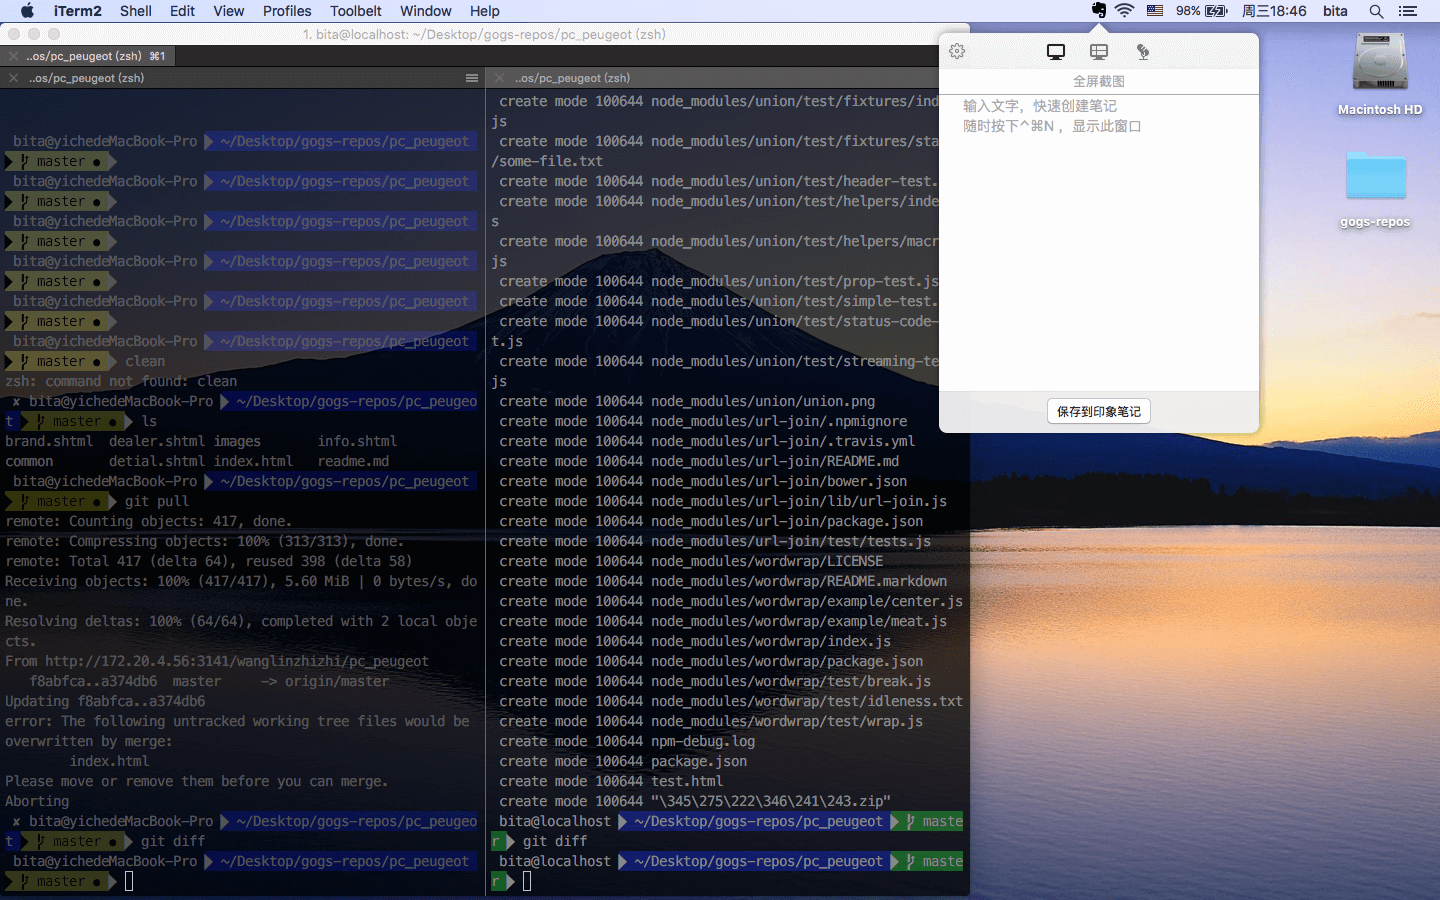 iTerm2 Shell Edit View Profiles Toolbelt Window Help 98% 周三18:46 bita
1. bita@localhost: ~/Desktop/gogs-repos/pc_peugeot (zsh)
..os/pc_peugeot (zsh) ⌘1
..os/pc_peugeot (zsh)
bita@yichedeMacBook-Pro ~/Desktop/gogs-repos/pc_peugeot
master ●
bita@yichedeMacBook-Pro ~/Desktop/gogs-repos/pc_peugeot
master ●
bita@yichedeMacBook-Pro ~/Desktop/gogs-repos/pc_peugeot
master ●
bita@yichedeMacBook-Pro ~/Desktop/gogs-repos/pc_peugeot
master ●
bita@yichedeMacBook-Pro ~/Desktop/gogs-repos/pc_peugeot
master ●
bita@yichedeMacBook-Pro ~/Desktop/gogs-repos/pc_peugeot
master ● clean
zsh: command not found: clean
✘ bita@yichedeMacBook-Pro ~/Desktop/gogs-repos/pc_peugeo
t master ● ls
brand.shtml dealer.shtml images info.shtml
common detial.shtml index.html readme.md
bita@yichedeMacBook-Pro ~/Desktop/gogs-repos/pc_peugeot
master ● git pull
remote: Counting objects: 417, done.
remote: Compressing objects: 100% (313/313), done.
remote: Total 417 (delta 64), reused 398 (delta 58)
Receiving objects: 100% (417/417), 5.60 MiB | 0 bytes/s, do
ne.
Resolving deltas: 100% (64/64), completed with 2 local obje
cts.
From http://172.20.4.56:3141/wanglinzhizhi/pc_peugeot
f8abfca..a374db6 master -> origin/master
Updating f8abfca..a374db6
error: The following untracked working tree files would be
overwritten by merge:
index.html
Please move or remove them before you can merge.
Aborting
✘ bita@yichedeMacBook-Pro ~/Desktop/gogs-repos/pc_peugeo
t master ● git diff
bita@yichedeMacBook-Pro ~/Desktop/gogs-repos/pc_peugeot
master ●
..os/pc_peugeot (zsh)
create mode 100644 node_modules/union/test/fixtures/ind
js
create mode 100644 node_modules/union/test/fixtures/sta
/some-file.txt
create mode 100644 node_modules/union/test/header-test.
create mode 100644 node_modules/union/test/helpers/inde
s
create mode 100644 node_modules/union/test/helpers/macr
js
create mode 100644 node_modules/union/test/prop-test.js
create mode 100644 node_modules/union/test/simple-test.
create mode 100644 node_modules/union/test/status-code-
t.js
create mode 100644 node_modules/union/test/streaming-te
js
create mode 100644 node_modules/union/union.png
create mode 100644 node_modules/url-join/.npmignore
create mode 100644 node_modules/url-join/.travis.yml
create mode 100644 node_modules/url-join/README.md
create mode 100644 node_modules/url-join/bower.json
create mode 100644 node_modules/url-join/lib/url-join.js
create mode 100644 node_modules/url-join/package.json
create mode 100644 node_modules/url-join/test/tests.js
create mode 100644 node_modules/wordwrap/LICENSE
create mode 100644 node_modules/wordwrap/README.markdown
create mode 100644 node_modules/wordwrap/example/center.js
create mode 100644 node_modules/wordwrap/example/meat.js
create mode 100644 node_modules/wordwrap/index.js
create mode 100644 node_modules/wordwrap/package.json
create mode 100644 node_modules/wordwrap/test/break.js
create mode 100644 node_modules/wordwrap/test/idleness.txt
create mode 100644 node_modules/wordwrap/test/wrap.js
create mode 100644 npm-debug.log
create mode 100644 package.json
create mode 100644 test.html
create mode 100644 "\345\275\222\346\241\243.zip"
bita@localhost ~/Desktop/gogs-repos/pc_peugeot maste
r git diff
bita@localhost ~/Desktop/gogs-repos/pc_peugeot maste
r
全屏截图
输入文字，快速创建笔记
随时按下^⌘N ，显示此窗口
保存到印象笔记
Macintosh HD
gogs-repos